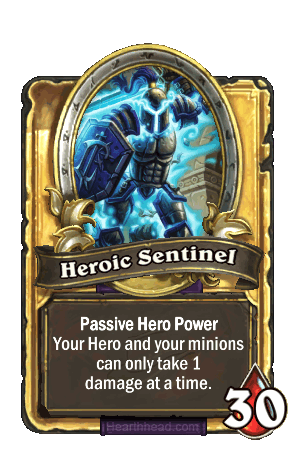 Heroic Sentinel
Passive Hero Power
Your Hero and your minions
can only take 1
damage at a time.
30
Hearthhead.com